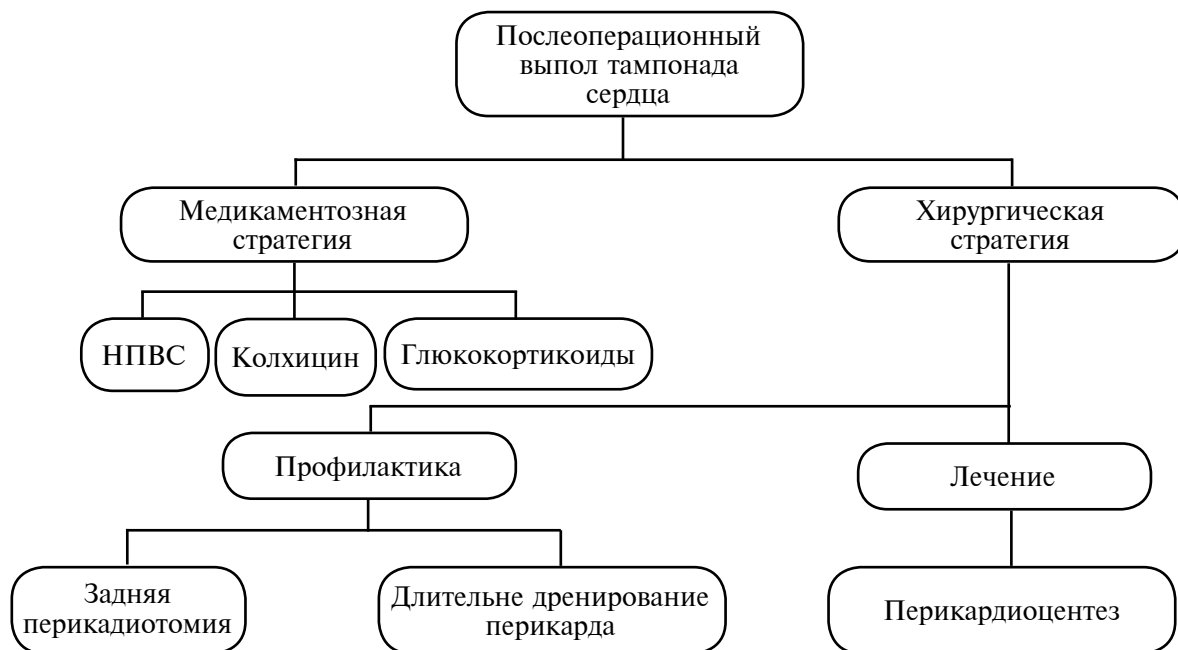 Послеоперационный
выпол тампонада
сердца
Медикаментозная
стратегия
Хирургическая
стратегия
НПВС
Колхицин
Глюкокортикоиды
Профилактика
Лечение
Задняя
перикадиотомия
Длительне дренирование
перикарда
Перикардиоцентез